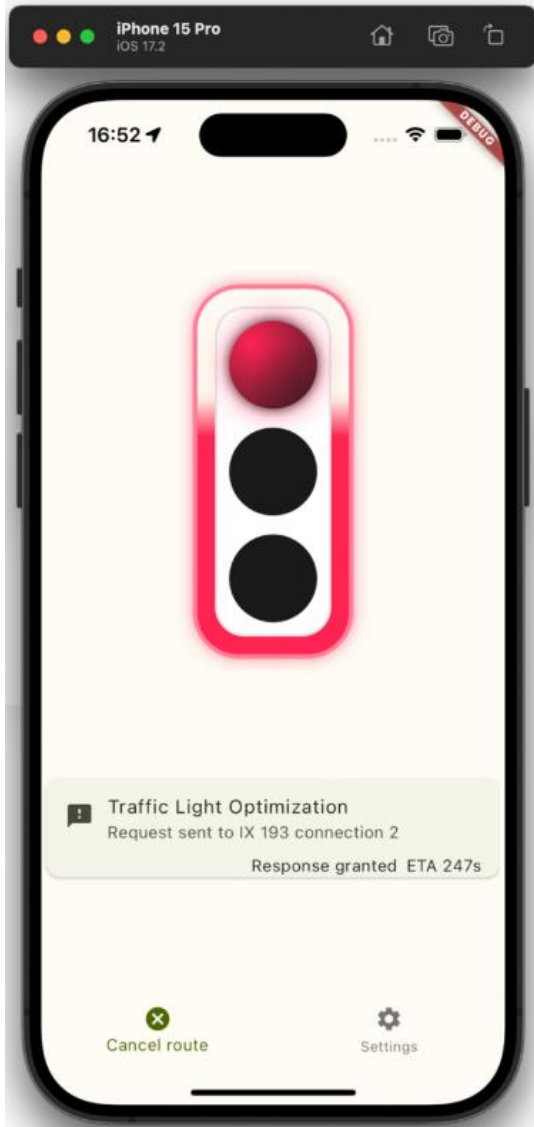 iPhone 15 Pro
iOS 17.2
16:52
DEBUG
Traffic Light Optimization
Request sent to IX 193 connection 2
Response granted ETA 247s
Cancel route
Settings